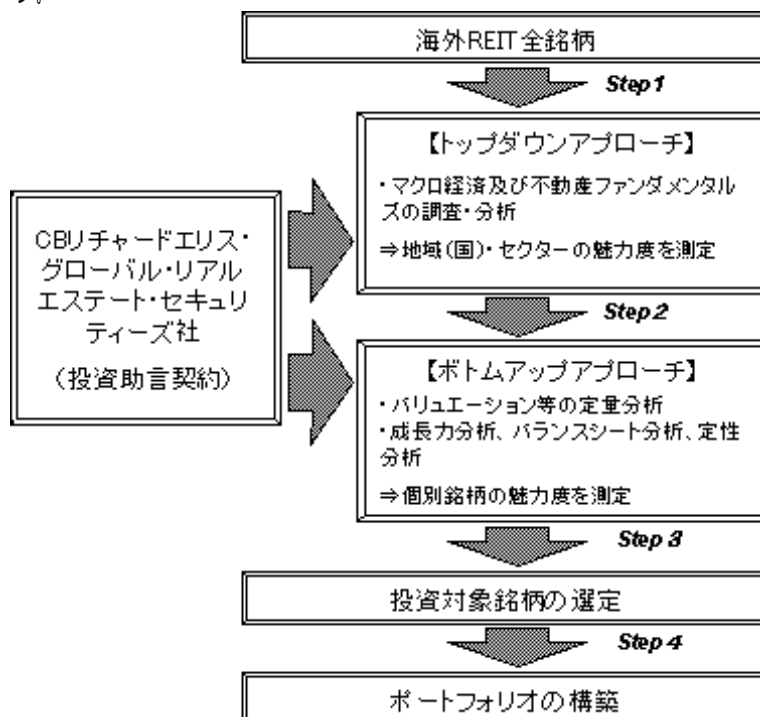 す。
海外REIT全銘柄
Step 1
【トップダウンアプローチ】
・マクロ経済及び不動産ファンダメンタル
ズの調査・分析
⇒地域(国)・セクターの魅力度を測定
CBリチャードエリス・
グローバル・リアル
エステート・セキュリ
ティーズ社
(投資助言契約)
Step 2
【ボトムアップアプローチ】
・バリュエーション等の定量分析
・成長力分析、バランスシート分析、定性
分析
⇒個別銘柄の魅力度を測定
Step 3
投資対象銘柄の選定
Step 4
ポートフォリオの構築